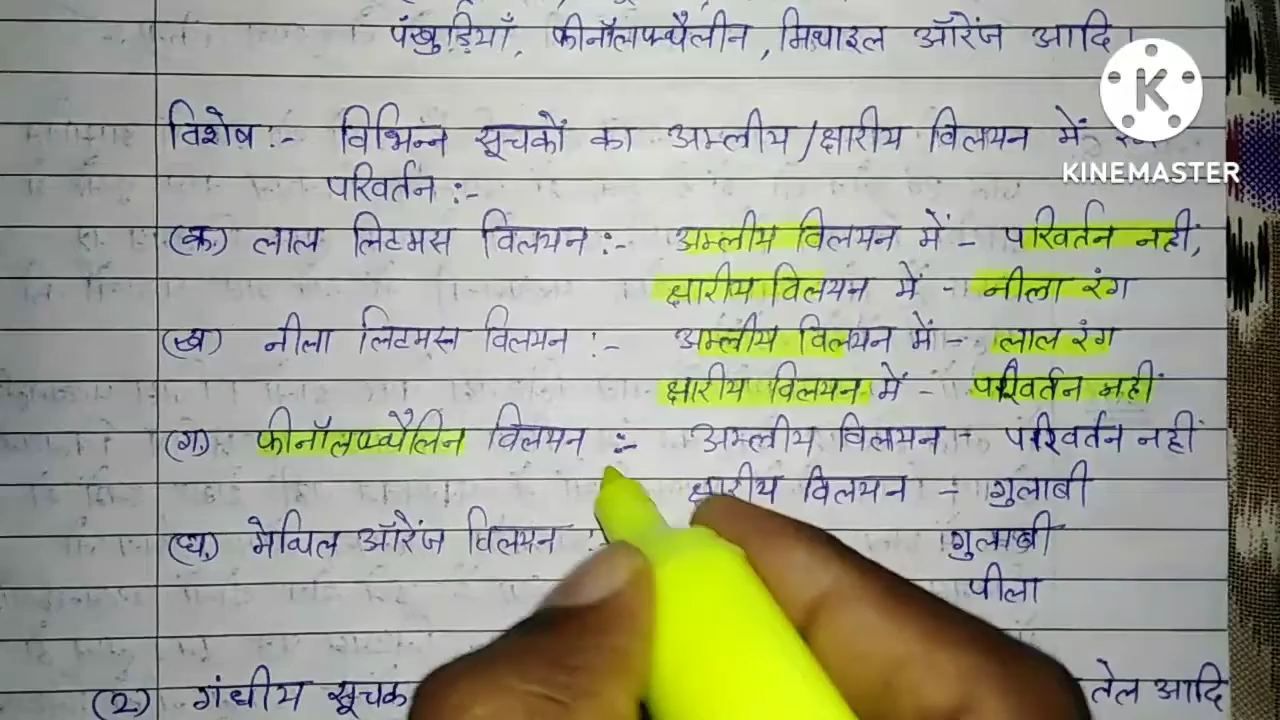 पंखुड़ियाँ, फीनॉलफ्थैलीन, मिथाइल ऑरेंज आदि।
K
KINEMASTER
विशेष :- विभिन्न सूचकों का अम्लीय/क्षारीय विलयन में
परिवर्तन :-
(क) लाल लिटमस विलयन :- अम्लीय विलयन में - परिवर्तन नहीं,
क्षारीय विलयन में - नीला रंग
(ख) नीला लिटमस विलयन :- अम्लीय विलयन में - लाल रंग
क्षारीय विलयन में - परिवर्तन नहीं
(ग) फीनॉलफ्थैलिन विलयन :- अम्लीय विलयन - परिवर्तन नहीं
क्षारीय विलयन - गुलाबी
(घ) मेथिल ऑरेंज विलयन : गुलाबी
पीला
(2) गंधीय सूचक तेल आदि